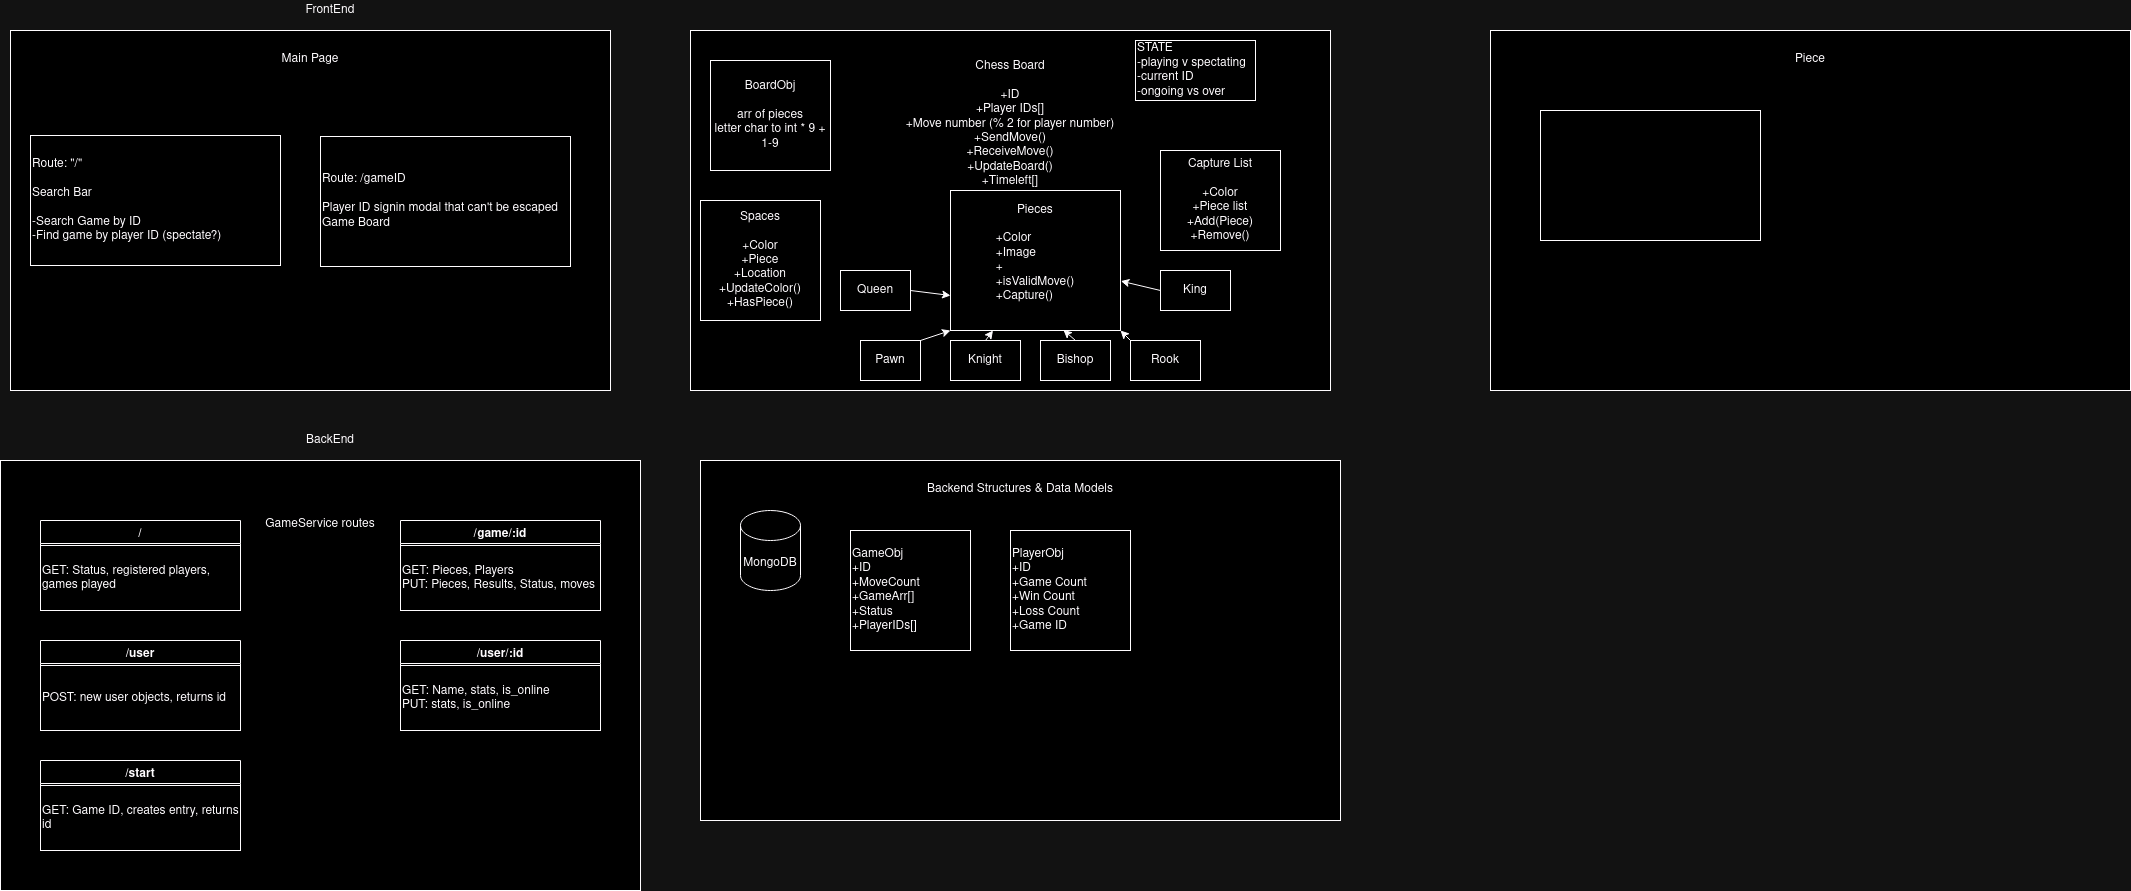 FrontEnd
Main Page
Route: "/"
Search Bar
-Search Game by ID
-Find game by player ID (spectate?)
Route: /gameID
Player ID signin modal that can't be escaped
Game Board
BoardObj
arr of pieces
letter char to int * 9 +
1-9
Chess Board
+ID
+Player IDs[]
+Move number (% 2 for player number)
+SendMove()
+ReceiveMove()
+UpdateBoard()
+Timeleft[]
STATE
-playing v spectating
-current ID
-ongoing vs over
Capture List
+Color
+Piece list
+Add(Piece)
+Remove()
Spaces
+Color
+Piece
+Location
+UpdateColor()
+HasPiece()
Pieces
+Color
+Image
+
+isValidMove()
+Capture()
Queen
King
Pawn
Knight
Bishop
Rook
Piece
BackEnd
GameService routes
/
GET: Status, registered players,
games played
/game/:id
GET: Pieces, Players
PUT: Pieces, Results, Status, moves
/user
POST: new user objects, returns id
/user/:id
GET: Name, stats, is_online
PUT: stats, is_online
/start
GET: Game ID, creates entry, returns
id
Backend Structures & Data Models
MongoDB
GameObj
+ID
+MoveCount
+GameArr[]
+Status
+PlayerIDs[]
PlayerObj
+ID
+Game Count
+Win Count
+Loss Count
+Game ID